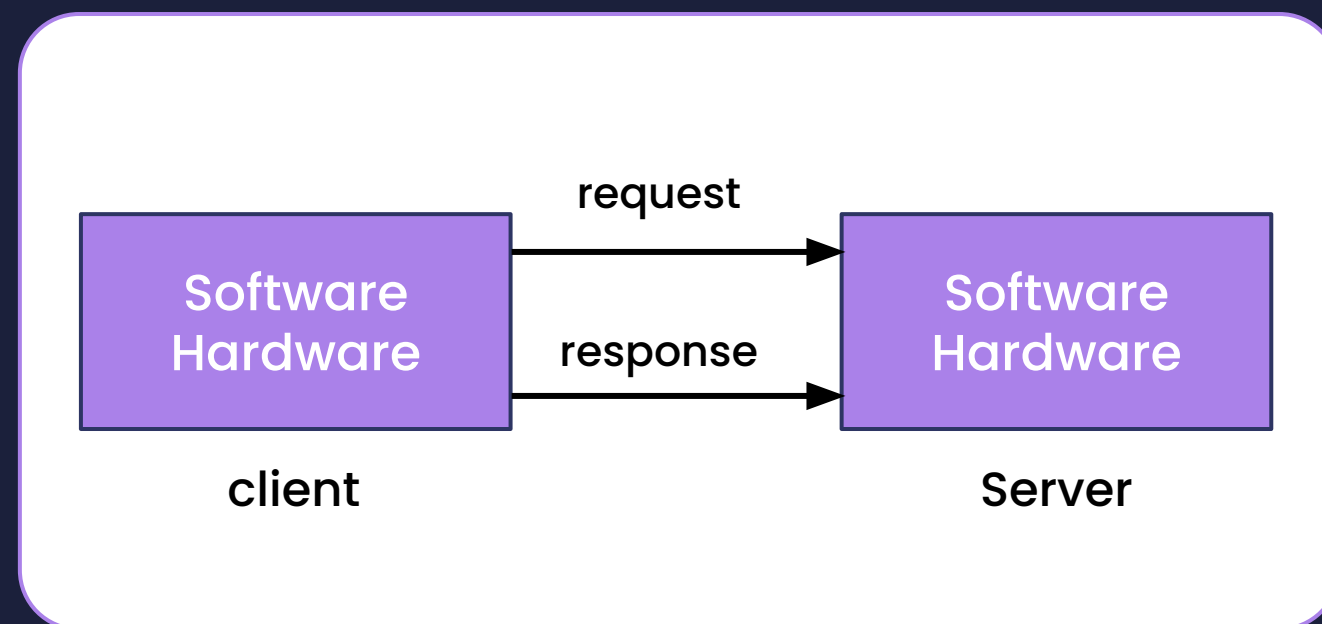 request
Software
Hardware
response
Software
Hardware
client
Server